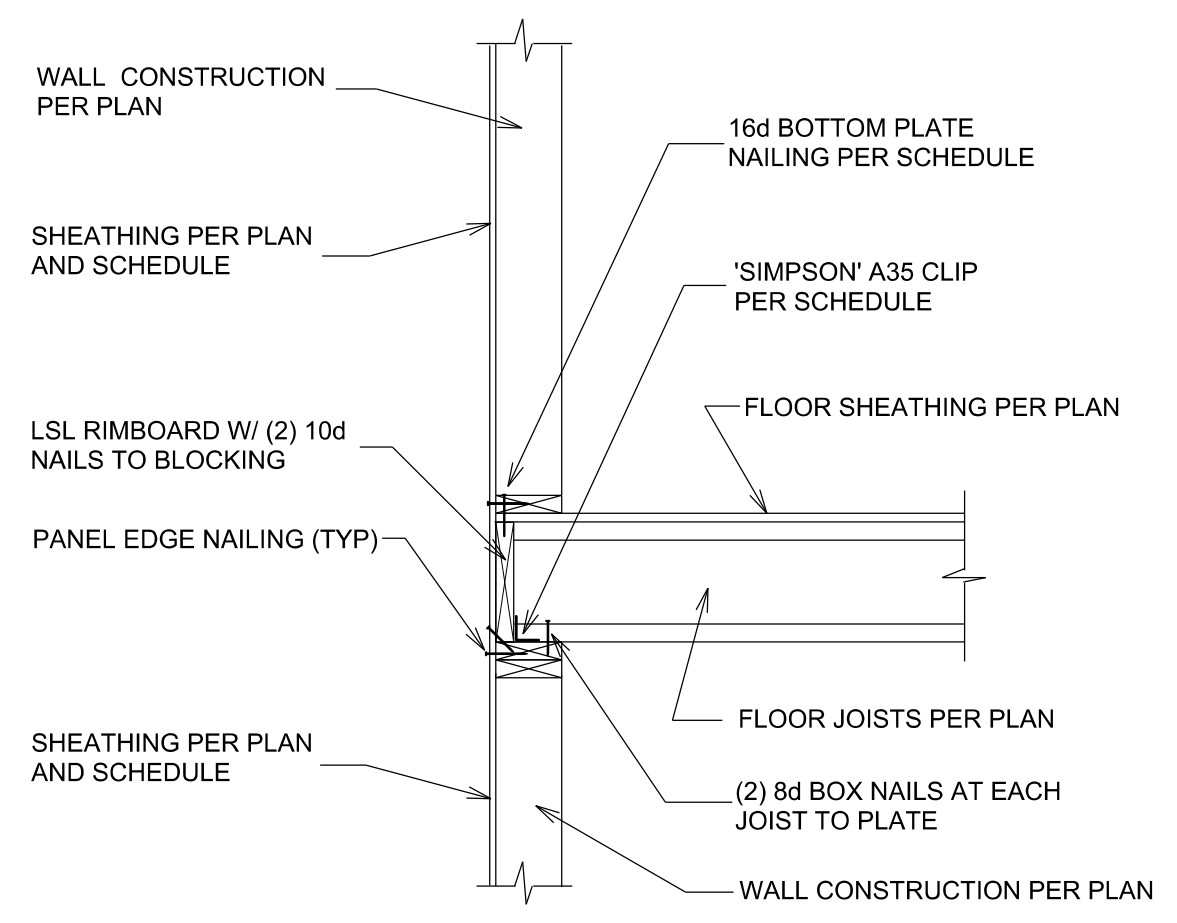 WALL CONSTRUCTION
PER PLAN
16d BOTTOM PLATE
NAILING PER SCHEDULE
SHEATHING PER PLAN
AND SCHEDULE
'SIMPSON' A35 CLIP
PER SCHEDULE
FLOOR SHEATHING PER PLAN
LSL RIMBOARD W/ (2) 10d
NAILS TO BLOCKING
PANEL EDGE NAILING (TYP)
FLOOR JOISTS PER PLAN
SHEATHING PER PLAN
AND SCHEDULE
(2) 8d BOX NAILS AT EACH
JOIST TO PLATE
WALL CONSTRUCTION PER PLAN